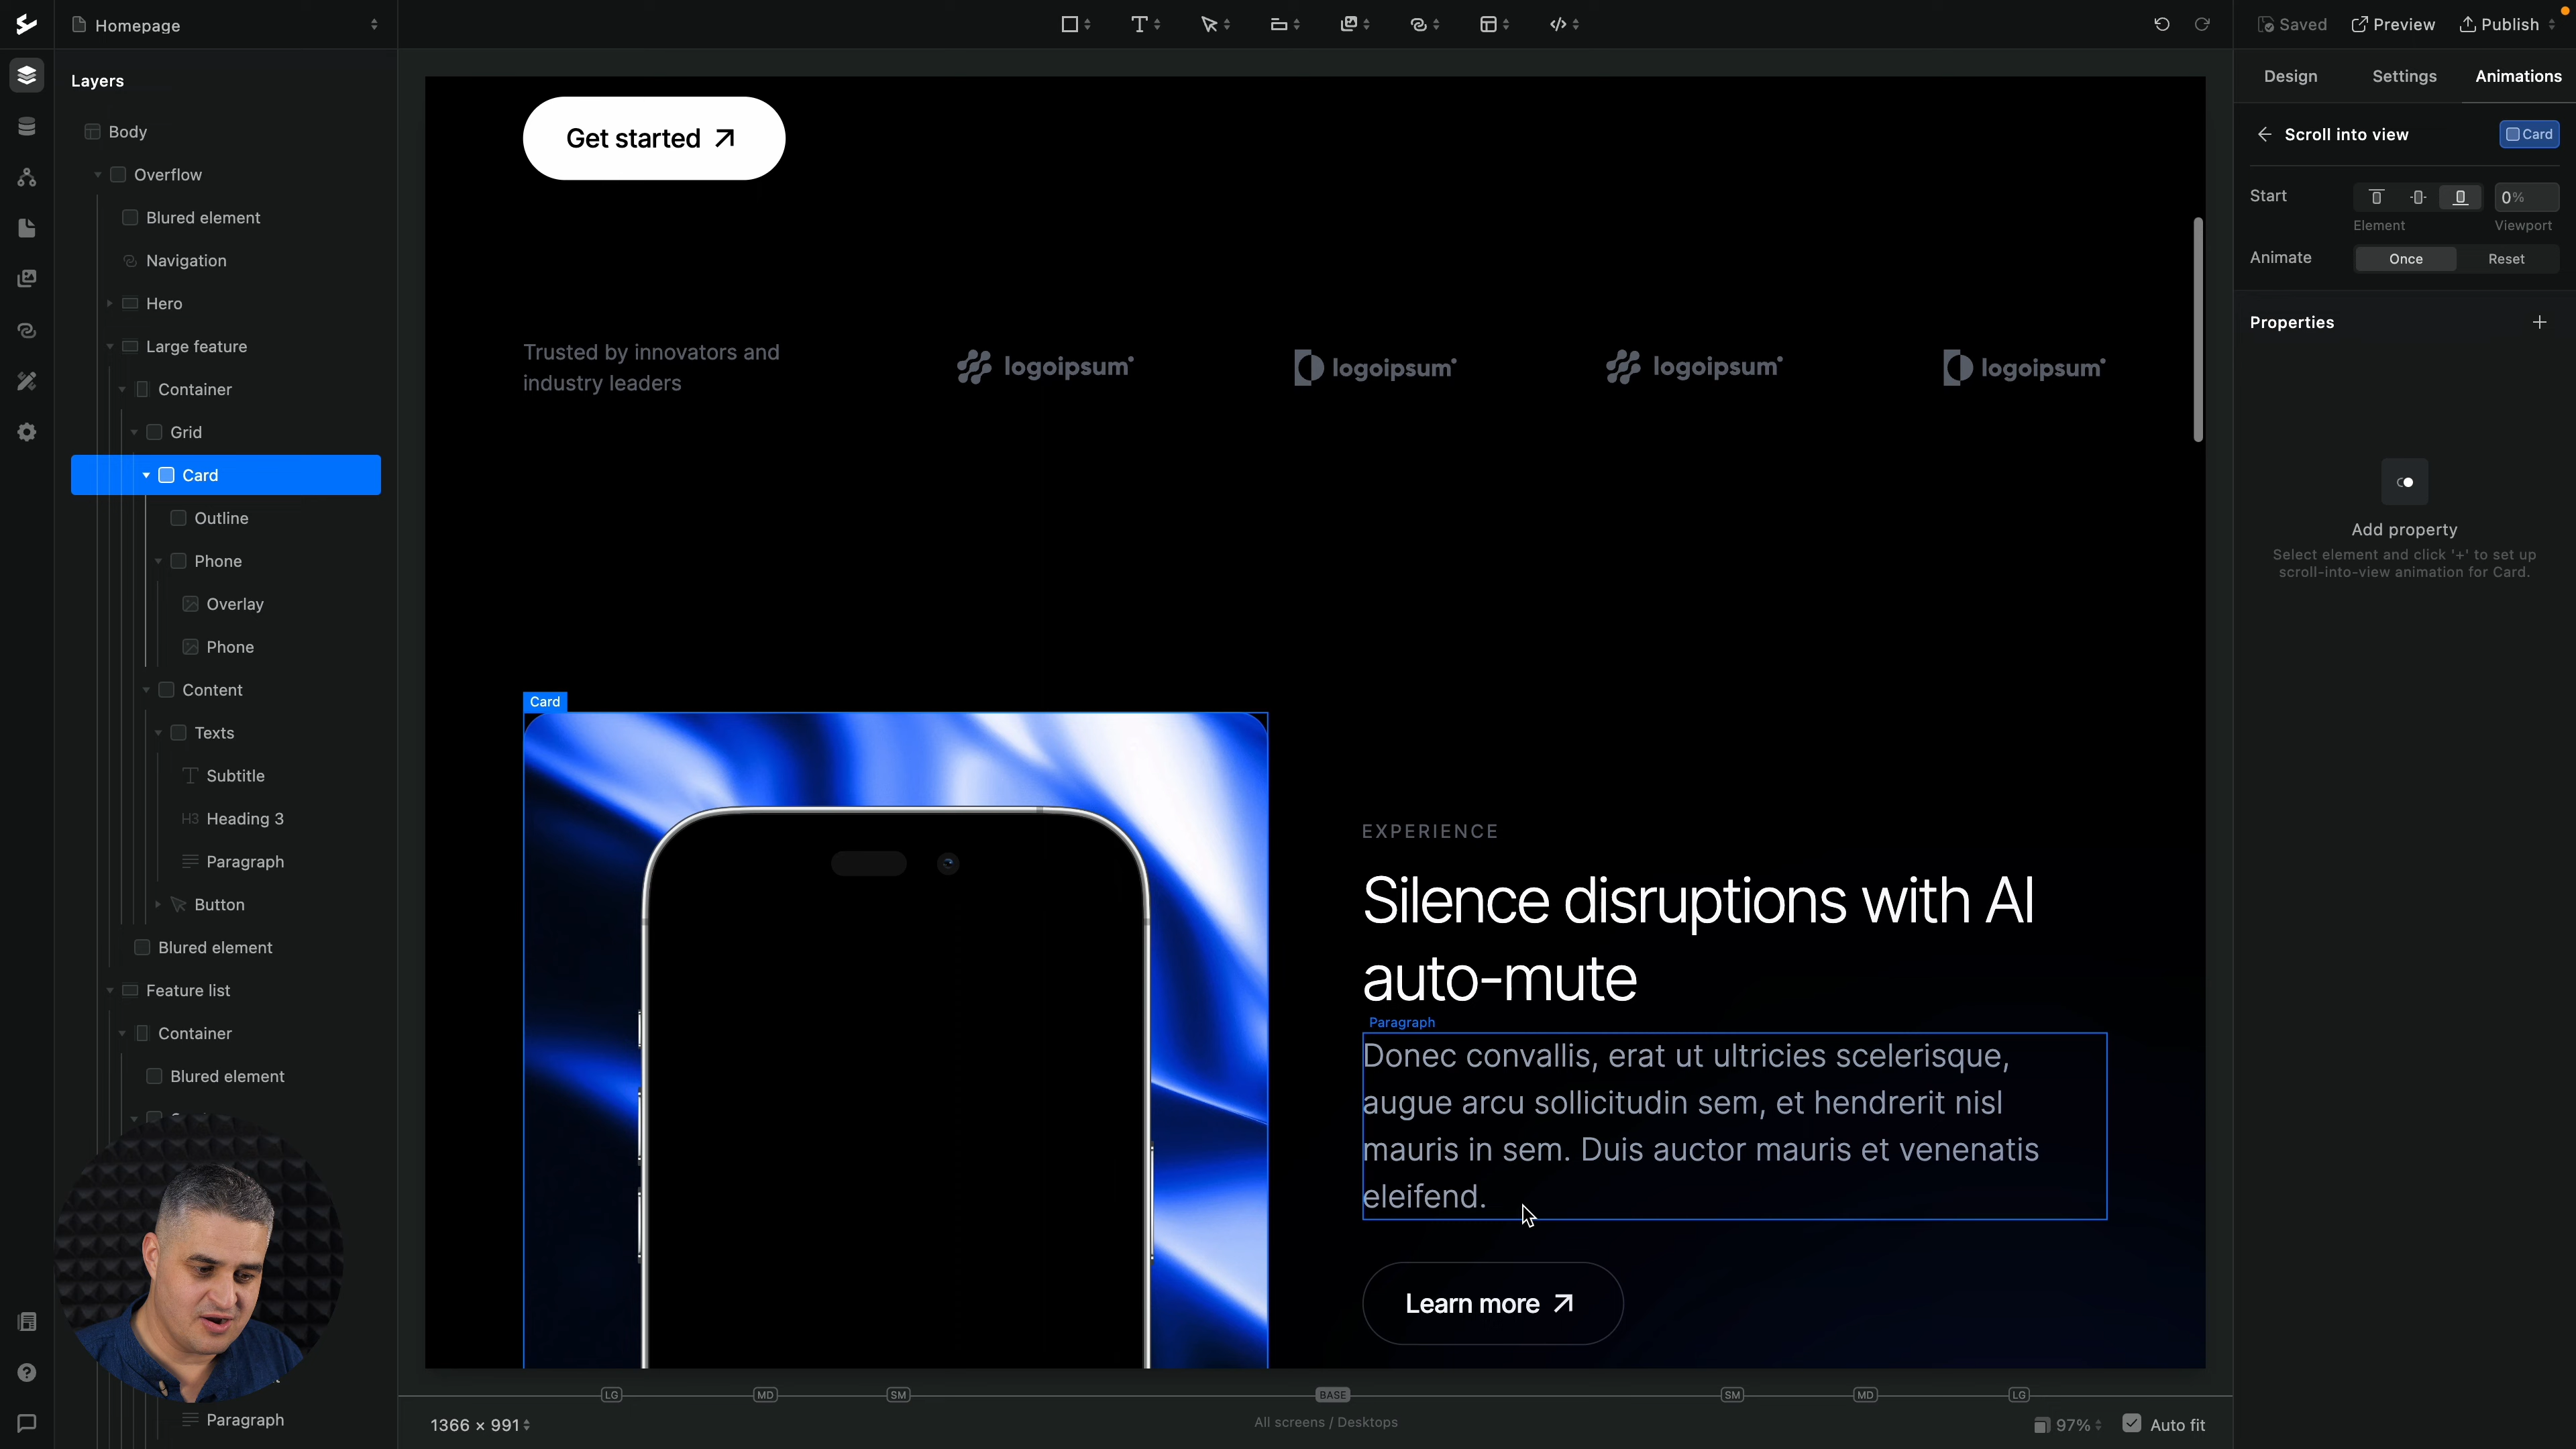 Homepage
Saved
Preview
Publish
Layers
Design
Settings
Animations
Body
Overflow
Blured element
Navigation
Hero
Large feature
Container
Grid
Card
Outline
Phone
Overlay
Phone
Content
Texts
Subtitle
H3 Heading 3
Paragraph
Button
Blured element
Feature list
Container
Blured element
Paragraph
Get started
Trusted by innovators and
industry leaders
logoipsum
logoipsum
logoipsum
logoipsum
Card
EXPERIENCE
Silence disruptions with AI
auto-mute
Paragraph
Donec convallis, erat ut ultricies scelerisque,
augue arcu sollicitudin sem, et hendrerit nisl
mauris in sem. Duis auctor mauris et venenatis
eleifend.
Learn more
LG
MD
SM
BASE
SM
MD
LG
1366 × 991
All screens / Desktops
97%
Auto fit
Scroll into view
Card
Start
0%
Element
Viewport
Animate
Once
Reset
Properties
Add property
Select element and click '+' to set up
scroll-into-view animation for Card.